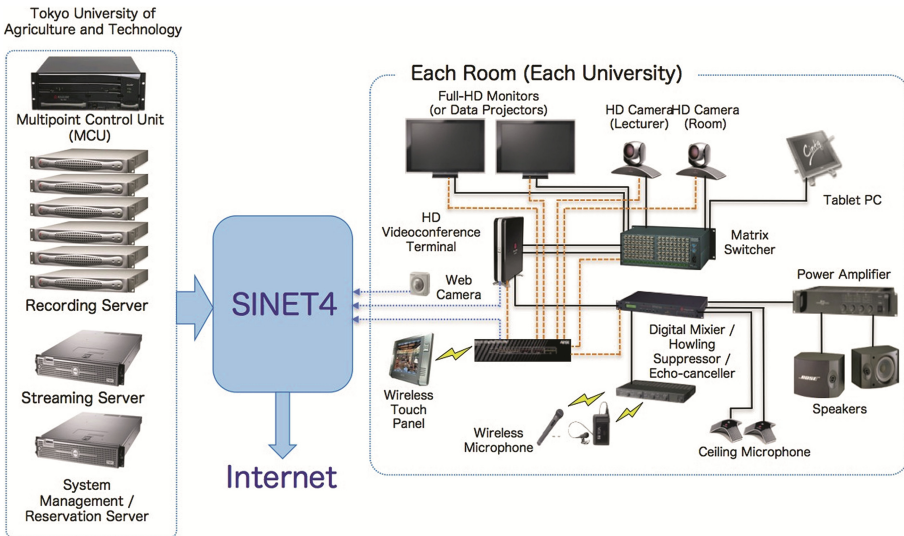 Tokyo University of
Agriculture and Technology
Multipoint Control Unit
(MCU)
Recording Server
Streaming Server
System
Management /
Reservation Server
SINET4
Internet
Each Room (Each University)
Full-HD Monitors
(or Data Projectors)
HD Camera
(Lecturer)
HD Camera
(Room)
Tablet PC
HD
Videoconference
Terminal
Matrix
Switcher
Web
Camera
Power Amplifier
Digital Mixier /
Howling
Suppressor /
Echo-canceller
Wireless
Touch
Panel
Wireless
Microphone
BOSE
Speakers
Ceiling Microphone